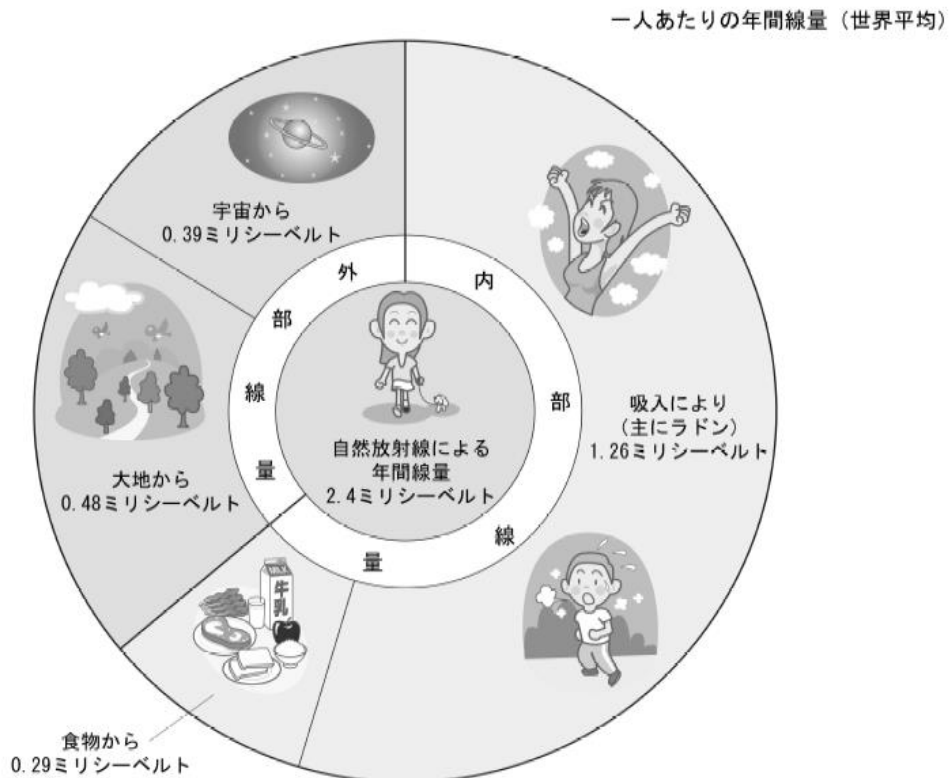 一人あたりの年間線量（世界平均）
宇宙から
0.39ミリシーベルト
外部線量
内部線量
大地から
0.48ミリシーベルト
自然放射線による
年間線量
2.4ミリシーベルト
吸入により
(主にラドン)
1.26ミリシーベルト
MILK
牛乳
食物から
0.29ミリシーベルト